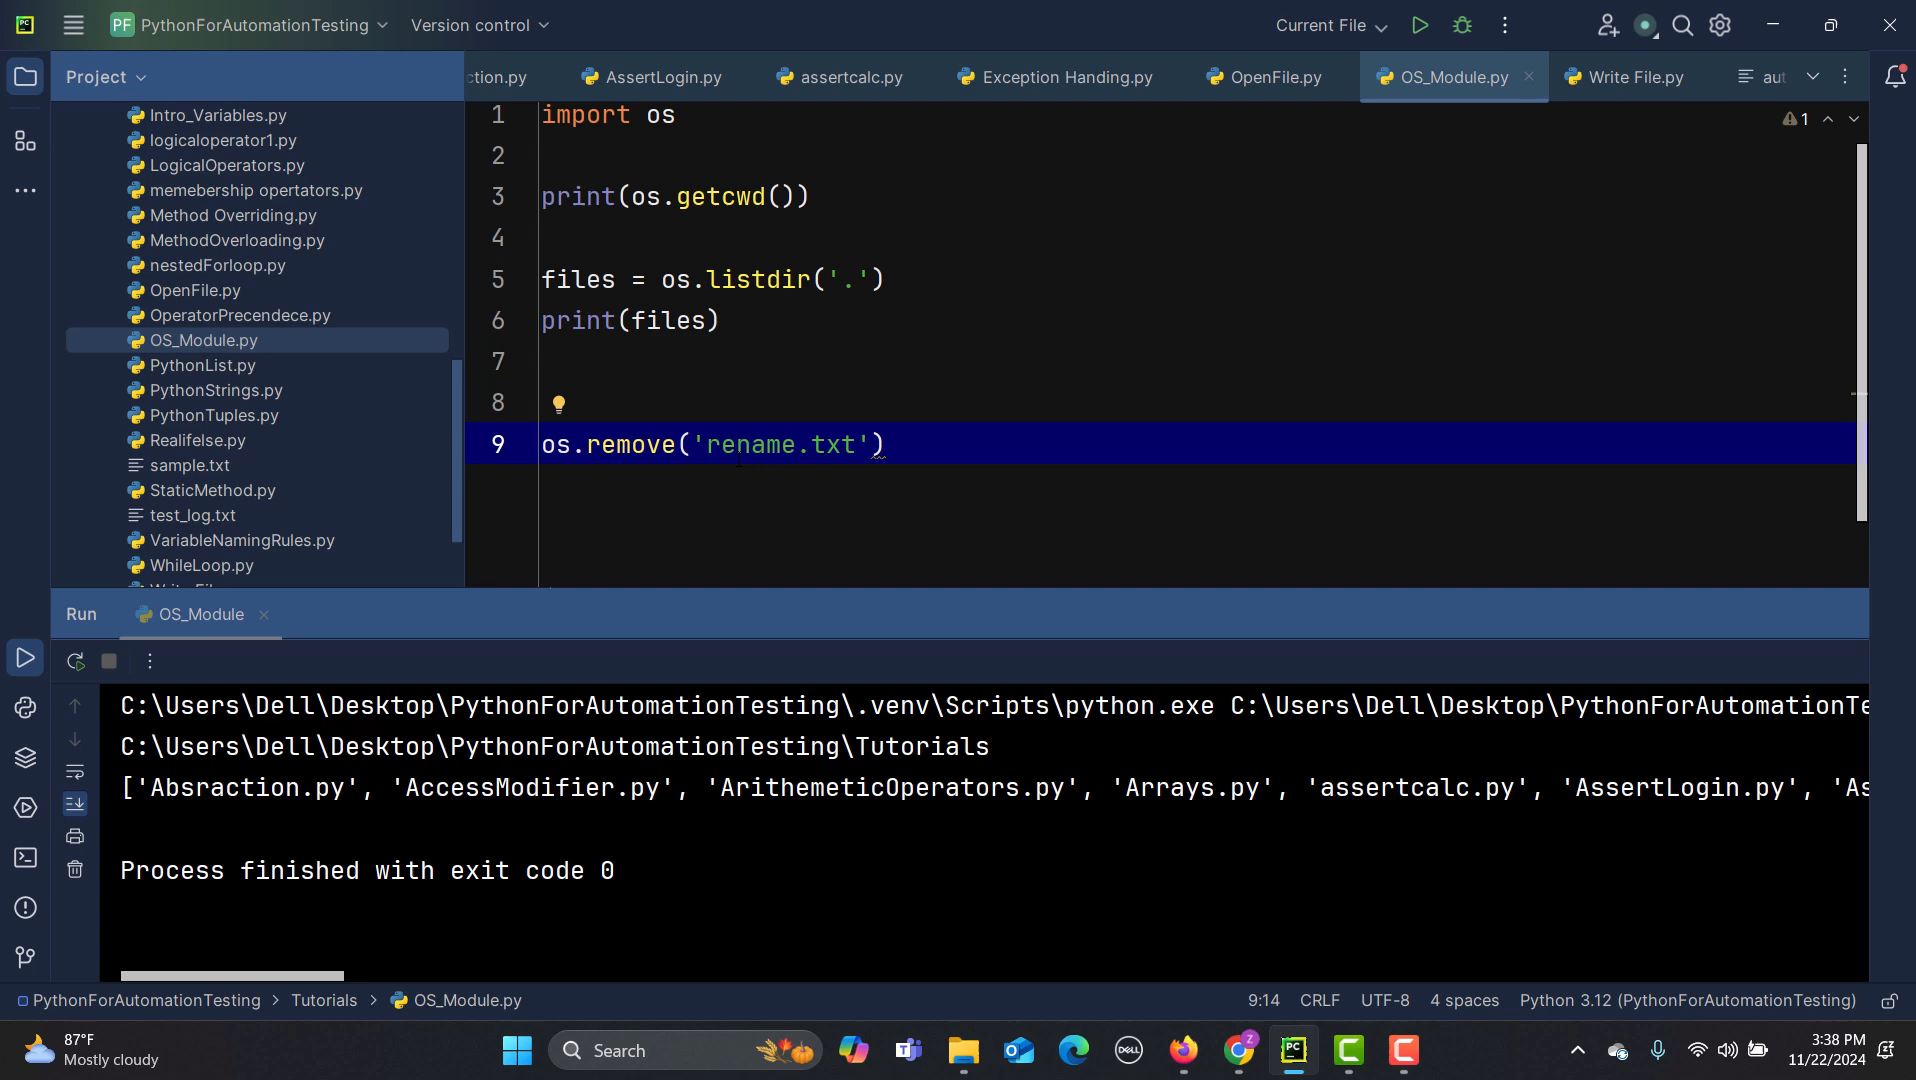 PC
PF PythonForAutomationTesting
Version control
Current File
Project
ction.py
AssertLogin.py
assertcalc.py
Exception Handing.py
OpenFile.py
OS_Module.py
Write File.py
aut
Intro_Variables.py
logicaloperator1.py
LogicalOperators.py
memebership opertators.py
Method Overriding.py
MethodOverloading.py
nestedForloop.py
OpenFile.py
OperatorPrecendece.py
OS_Module.py
PythonList.py
PythonStrings.py
PythonTuples.py
Realifelse.py
sample.txt
StaticMethod.py
test_log.txt
VariableNamingRules.py
WhileLoop.py
1 import os
2
3 print(os.getcwd())
4
5 files = os.listdir('.')
6 print(files)
7
8
9 os.remove('rename.txt')
1
Run
OS_Module
C:\Users\Dell\Desktop\PythonForAutomationTesting\.venv\Scripts\python.exe C:\Users\Dell\Desktop\PythonForAutomationTe
C:\Users\Dell\Desktop\PythonForAutomationTesting\Tutorials
['Absraction.py', 'AccessModifier.py', 'ArithemeticOperators.py', 'Arrays.py', 'assertcalc.py', 'AssertLogin.py', 'As
Process finished with exit code 0
PythonForAutomationTesting > Tutorials > OS_Module.py
9:14 CRLF UTF-8 4 spaces Python 3.12 (PythonForAutomationTesting)
87°F
Mostly cloudy
Search
DELL
Z
PC
3:38 PM
11/22/2024